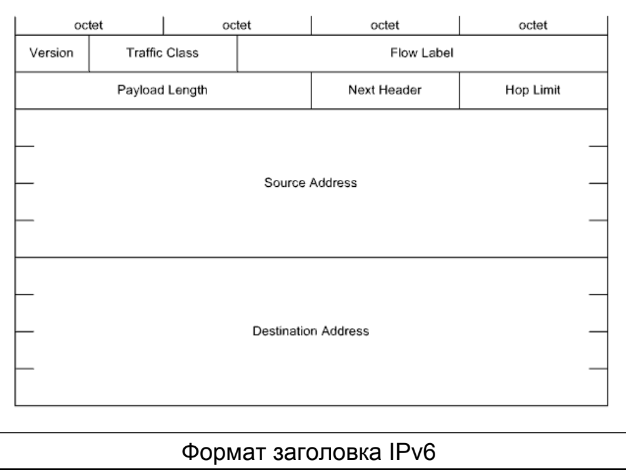 octet octet octet octet
Version Traffic Class Flow Label
Payload Length Next Header Hop Limit
Source Address
Destination Address
Формат заголовка IPv6